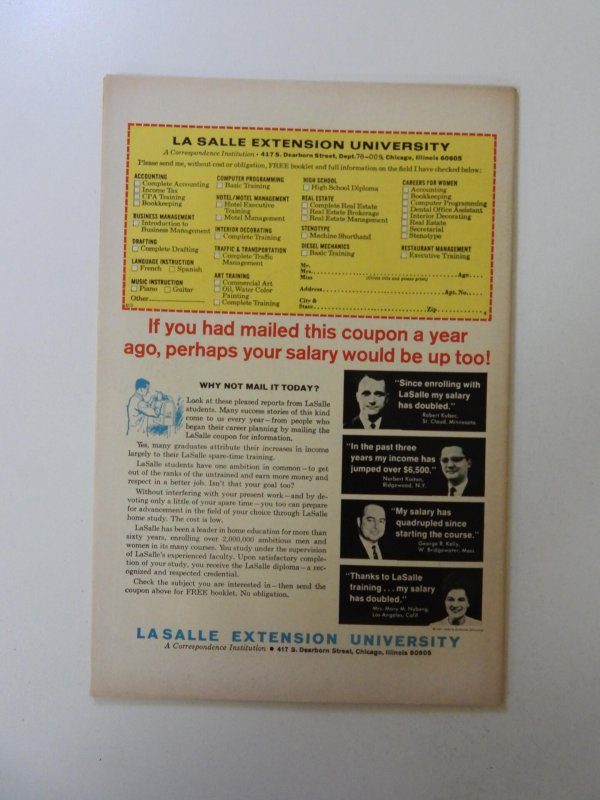 LA SALLE EXTENSION UNIVERSITY
A Correspondence Institution • 417 S. Dearborn Street, Dept. 78-009, Chicago, Illinois 60605
Please send me, without cost or obligation, FREE booklet and full information on the field I have checked below:
ACCOUNTING
Complete Accounting
Income Tax
CPA Training
Bookkeeping
BUSINESS MANAGEMENT
Introduction to
Business Management
DRAFTING
Complete Drafting
LANGUAGE INSTRUCTION
French Spanish
MUSIC INSTRUCTION
Piano Guitar
Other
COMPUTER PROGRAMMING
Basic Training
HOTEL/MOTEL MANAGEMENT
Hotel Executive
Training
Motel Management
INTERIOR DECORATING
Complete Training
TRAFFIC & TRANSPORTATION
Complete Traffic
Management
ART TRAINING
Commercial Art
Oil, Water Color
Painting
Complete Training
HIGH SCHOOL
High School Diploma
REAL ESTATE
Complete Real Estate
Real Estate Brokerage
Real Estate Management
STENOTYPE
Machine Shorthand
DIESEL MECHANICS
Basic Training
CAREERS FOR WOMEN
Accounting
Bookkeeping
Computer Programming
Dental Office Assistant
Interior Decorating
Real Estate
Secretarial
Stenotype
RESTAURANT MANAGEMENT
Executive Training
Mr.
Mrs. Age
Miss (Circle title and please print)
Address Apt. No.
City &
State Zip
If you had mailed this coupon a year
ago, perhaps your salary would be up too!
WHY NOT MAIL IT TODAY?
Look at these pleased reports from LaSalle
students. Many success stories of this kind
come to us every year—from people who
began their career planning by mailing the
LaSalle coupon for information.
Yes, many graduates attribute their increases in income
largely to their LaSalle spare-time training.
LaSalle students have one ambition in common—to get
out of the ranks of the untrained and earn more money and
respect in a better job. Isn't that your goal too?
Without interfering with your present work—and by de-
voting only a little of your spare time—you too can prepare
for advancement in the field of your choice through LaSalle
home study. The cost is low.
LaSalle has been a leader in home education for more than
sixty years, enrolling over 2,000,000 ambitious men and
women in its many courses. You study under the supervision
of LaSalle's experienced faculty. Upon satisfactory comple-
tion of your study, you receive the LaSalle diploma—a rec-
ognized and respected credential.
Check the subject you are interested in—then send the
coupon above for FREE booklet. No obligation.
"Since enrolling with
LaSalle my salary
has doubled."
Robert Kuber,
St. Cloud, Minnesota
"In the past three
years my income has
jumped over $6,500."
Norbert Kaiton,
Ridgewood, N.Y.
"My salary has
quadrupled since
starting the course."
George R. Kelly,
W. Bridgewater, Mass.
"Thanks to LaSalle
training . . . my salary
has doubled."
Mrs. Mary M. Nyberg,
Los Angeles, Calif.
LA SALLE EXTENSION UNIVERSITY
A Correspondence Institution • 417 S. Dearborn Street, Chicago, Illinois 60605